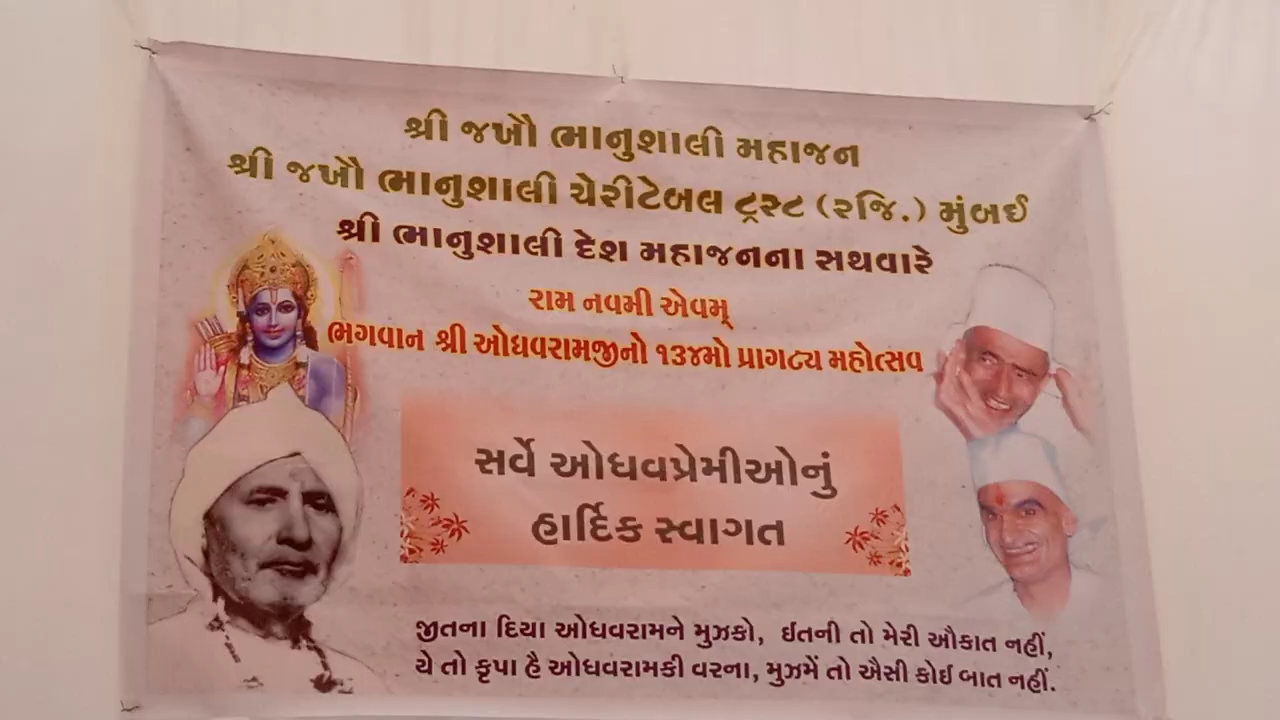 શ્રી જખૌ ભાનુશાલી મહાજન
શ્રી જખૌ ભાનુશાલી ચેરીટેબલ ટ્રસ્ટ (રજિ.) મુંબઈ
શ્રી ભાનુશાલી દેશ મહાજનના સથવારે
રામ નવમી એવમ્
ભગવાન શ્રી ઓધવરામજીનો ૧૩૪મો પ્રાગટ્ય મહોત્સવ
સર્વે ઓધવપ્રેમીઓનું
હાર્દિક સ્વાગત
જીતના દિયા ઓધવરામને મુઝકો, ઈતની તો મેરી ઔકાત નહીં,
યે તો કૃપા હૈ ઓધવરામકી વરના, મુઝમેં તો ઐસી કોઈ બાત નહીં.